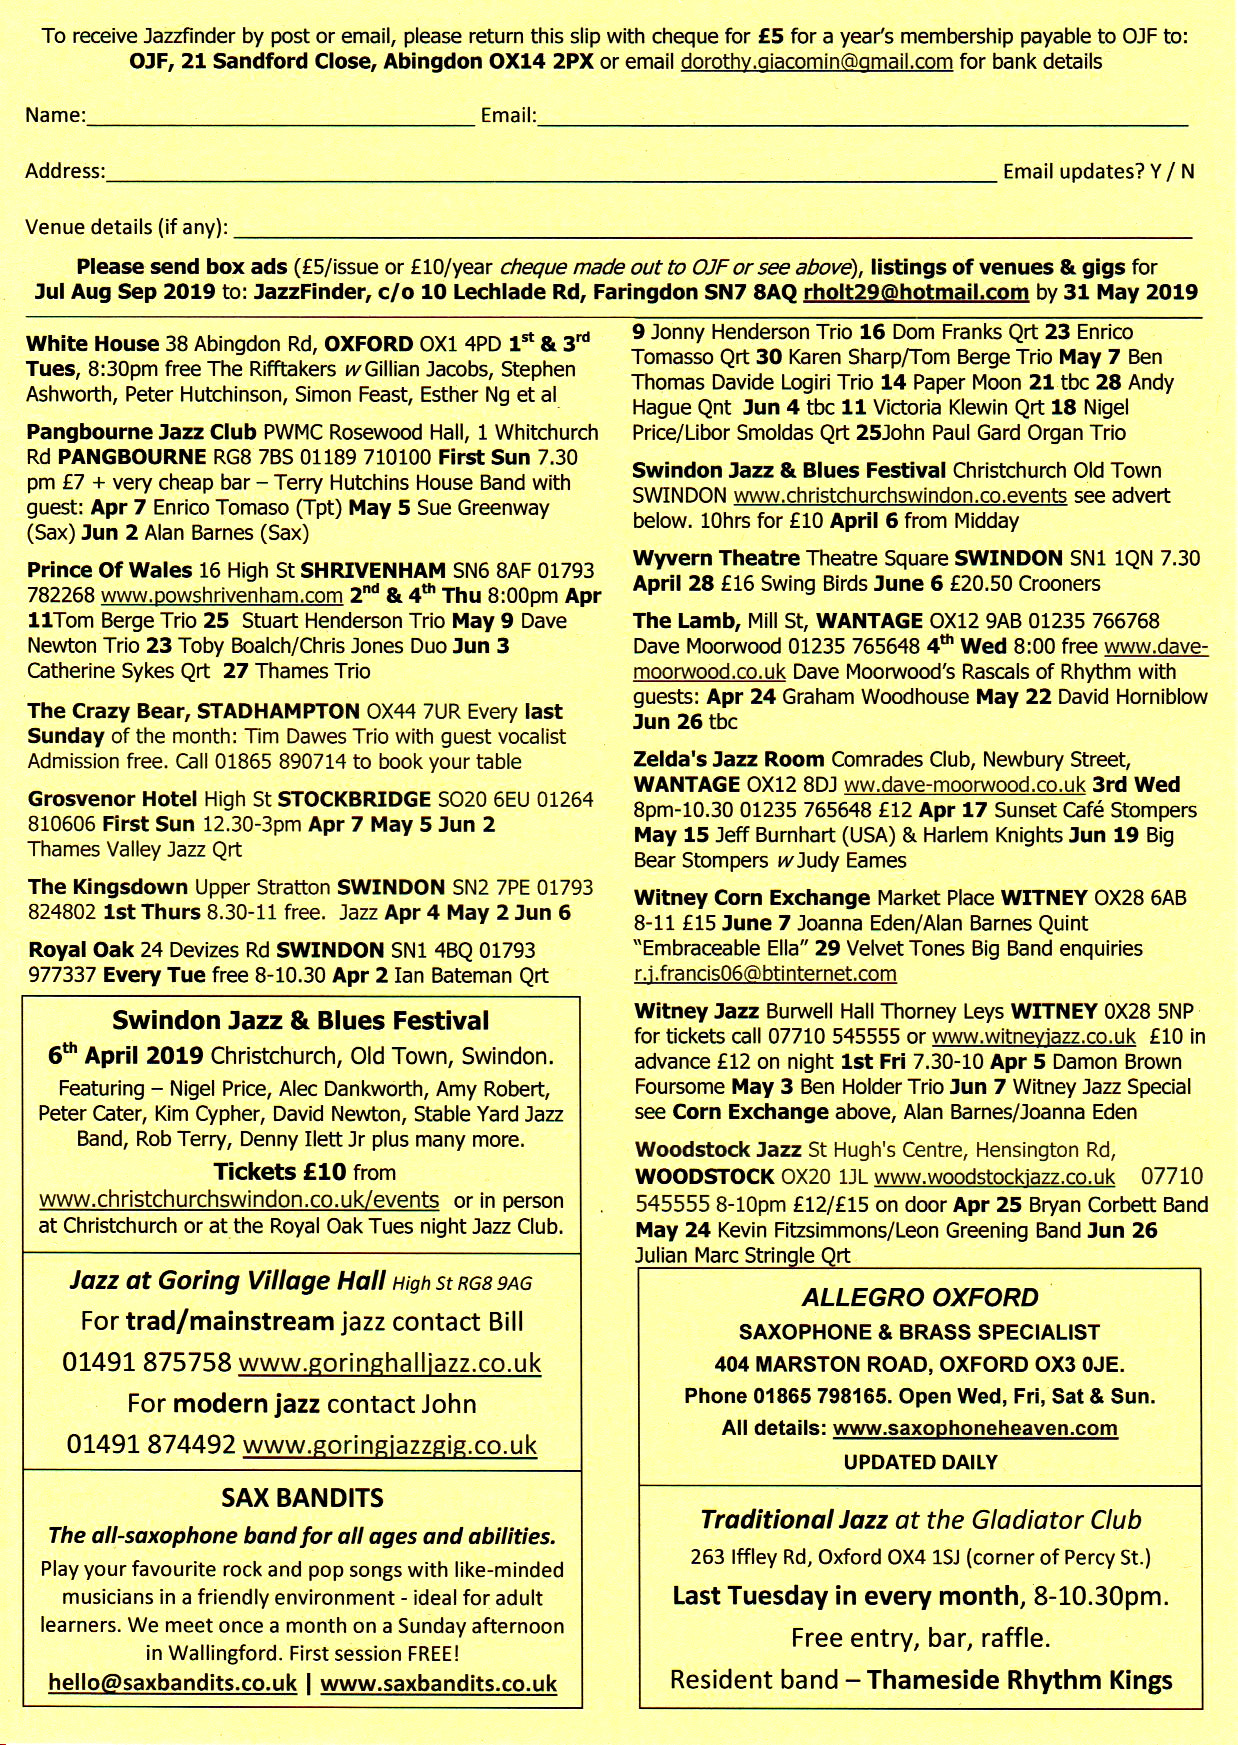 To receive Jazzfinder by post or email, please return this slip with cheque for £5 for a year's membership payable to OJF to:
OJF, 21 Sandford Close, Abingdon OX14 2PX or email dorothy.giacomin@gmail.com for bank details
Name: Email:
Address: Email updates? Y / N
Venue details (if any):
Please send box ads (£5/issue or £10/year cheque made out to OJF or see above), listings of venues & gigs for
Jul Aug Sep 2019 to: JazzFinder, c/o 10 Lechlade Rd, Faringdon SN7 8AQ rholt29@hotmail.com by 31 May 2019
White House 38 Abingdon Rd, OXFORD OX1 4PD 1st & 3rd
Tues, 8:30pm free The Rifftakers w Gillian Jacobs, Stephen
Ashworth, Peter Hutchinson, Simon Feast, Esther Ng et al
Pangbourne Jazz Club PWMC Rosewood Hall, 1 Whitchurch
Rd PANGBOURNE RG8 7BS 01189 710100 First Sun 7.30
pm £7 + very cheap bar – Terry Hutchins House Band with
guest: Apr 7 Enrico Tomaso (Tpt) May 5 Sue Greenway
(Sax) Jun 2 Alan Barnes (Sax)
Prince Of Wales 16 High St SHRIVENHAM SN6 8AF 01793
782268 www.powshrivenham.com 2nd & 4th Thu 8:00pm Apr
11Tom Berge Trio 25 Stuart Henderson Trio May 9 Dave
Newton Trio 23 Toby Boalch/Chris Jones Duo Jun 3
Catherine Sykes Qrt 27 Thames Trio
The Crazy Bear, STADHAMPTON OX44 7UR Every last
Sunday of the month: Tim Dawes Trio with guest vocalist
Admission free. Call 01865 890714 to book your table
Grosvenor Hotel High St STOCKBRIDGE SO20 6EU 01264
810606 First Sun 12.30-3pm Apr 7 May 5 Jun 2
Thames Valley Jazz Qrt
The Kingsdown Upper Stratton SWINDON SN2 7PE 01793
824802 1st Thurs 8.30-11 free. Jazz Apr 4 May 2 Jun 6
Royal Oak 24 Devizes Rd SWINDON SN1 4BQ 01793
977337 Every Tue free 8-10.30 Apr 2 Ian Bateman Qrt
Swindon Jazz & Blues Festival
6th April 2019 Christchurch, Old Town, Swindon.
Featuring – Nigel Price, Alec Dankworth, Amy Robert,
Peter Cater, Kim Cypher, David Newton, Stable Yard Jazz
Band, Rob Terry, Denny Ilett Jr plus many more.
Tickets £10 from
www.christchurchswindon.co.uk/events or in person
at Christchurch or at the Royal Oak Tues night Jazz Club.
Jazz at Goring Village Hall High St RG8 9AG
For trad/mainstream jazz contact Bill
01491 875758 www.goringhalljazz.co.uk
For modern jazz contact John
01491 874492 www.goringjazzgig.co.uk
SAX BANDITS
The all-saxophone band for all ages and abilities.
Play your favourite rock and pop songs with like-minded
musicians in a friendly environment - ideal for adult
learners. We meet once a month on a Sunday afternoon
in Wallingford. First session FREE!
hello@saxbandits.co.uk | www.saxbandits.co.uk
9 Jonny Henderson Trio 16 Dom Franks Qrt 23 Enrico
Tomasso Qrt 30 Karen Sharp/Tom Berge Trio May 7 Ben
Thomas Davide Logiri Trio 14 Paper Moon 21 tbc 28 Andy
Hague Qnt Jun 4 tbc 11 Victoria Klewin Qrt 18 Nigel
Price/Libor Smoldas Qrt 25John Paul Gard Organ Trio
Swindon Jazz & Blues Festival Christchurch Old Town
SWINDON www.christchurchswindon.co.events see advert
below. 10hrs for £10 April 6 from Midday
Wyvern Theatre Theatre Square SWINDON SN1 1QN 7.30
April 28 £16 Swing Birds June 6 £20.50 Crooners
The Lamb, Mill St, WANTAGE OX12 9AB 01235 766768
Dave Moorwood 01235 765648 4th Wed 8:00 free www.dave-
moorwood.co.uk Dave Moorwood's Rascals of Rhythm with
guests: Apr 24 Graham Woodhouse May 22 David Horniblow
Jun 26 tbc
Zelda's Jazz Room Comrades Club, Newbury Street,
WANTAGE OX12 8DJ ww.dave-moorwood.co.uk 3rd Wed
8pm-10.30 01235 765648 £12 Apr 17 Sunset Café Stompers
May 15 Jeff Burnhart (USA) & Harlem Knights Jun 19 Big
Bear Stompers w Judy Eames
Witney Corn Exchange Market Place WITNEY OX28 6AB
8-11 £15 June 7 Joanna Eden/Alan Barnes Quint
"Embraceable Ella" 29 Velvet Tones Big Band enquiries
r.j.francis06@btinternet.com
Witney Jazz Burwell Hall Thorney Leys WITNEY 0X28 5NP
for tickets call 07710 545555 or www.witneyjazz.co.uk £10 in
advance £12 on night 1st Fri 7.30-10 Apr 5 Damon Brown
Foursome May 3 Ben Holder Trio Jun 7 Witney Jazz Special
see Corn Exchange above, Alan Barnes/Joanna Eden
Woodstock Jazz St Hugh's Centre, Hensington Rd,
WOODSTOCK OX20 1JL www.woodstockjazz.co.uk 07710
545555 8-10pm £12/£15 on door Apr 25 Bryan Corbett Band
May 24 Kevin Fitzsimmons/Leon Greening Band Jun 26
Julian Marc Stringle Qrt
ALLEGRO OXFORD
SAXOPHONE & BRASS SPECIALIST
404 MARSTON ROAD, OXFORD OX3 0JE.
Phone 01865 798165. Open Wed, Fri, Sat & Sun.
All details: www.saxophoneheaven.com
UPDATED DAILY
Traditional Jazz at the Gladiator Club
263 Iffley Rd, Oxford OX4 1SJ (corner of Percy St.)
Last Tuesday in every month, 8-10.30pm.
Free entry, bar, raffle.
Resident band – Thameside Rhythm Kings